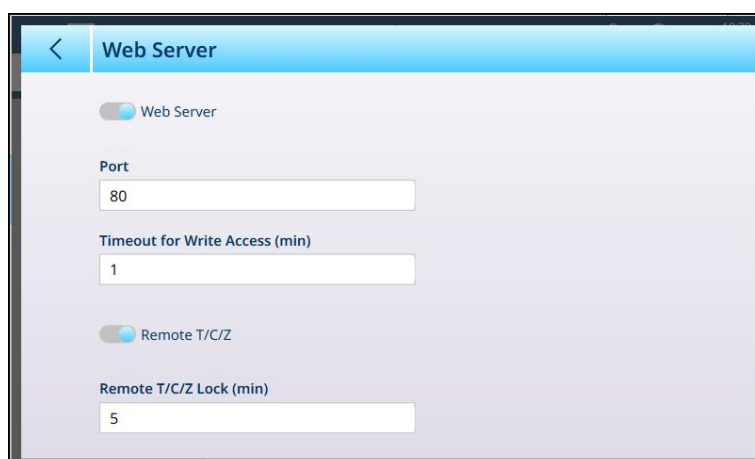 Web Server
Web Server
Port
80
Timeout for Write Access (min)
1
Remote T/C/Z
Remote T/C/Z Lock (min)
5